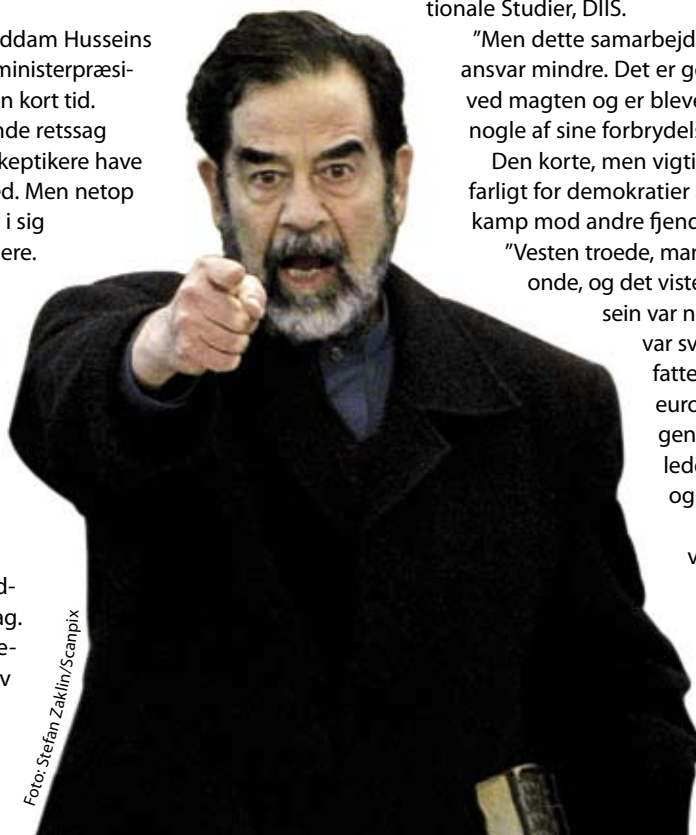 ddam Husseins
ministerpræsi-
n kort tid.
nde retssag
keptikere have
ed. Men netop
i sig
ere.
d-
ag.
e-
v
Foto: Stefan Zaklin/Scanpix
tionale Studier, DIIS.
”Men dette samarbejd
ansvar mindre. Det er g
ved magten og er bleve
nogle af sine forbrydels
Den korte, men vigti
farligt for demokratier
kamp mod andre fjend
”Vesten troede, mar
onde, og det viste
sein var n
var sv
fatte
euro
gen
led
og
v